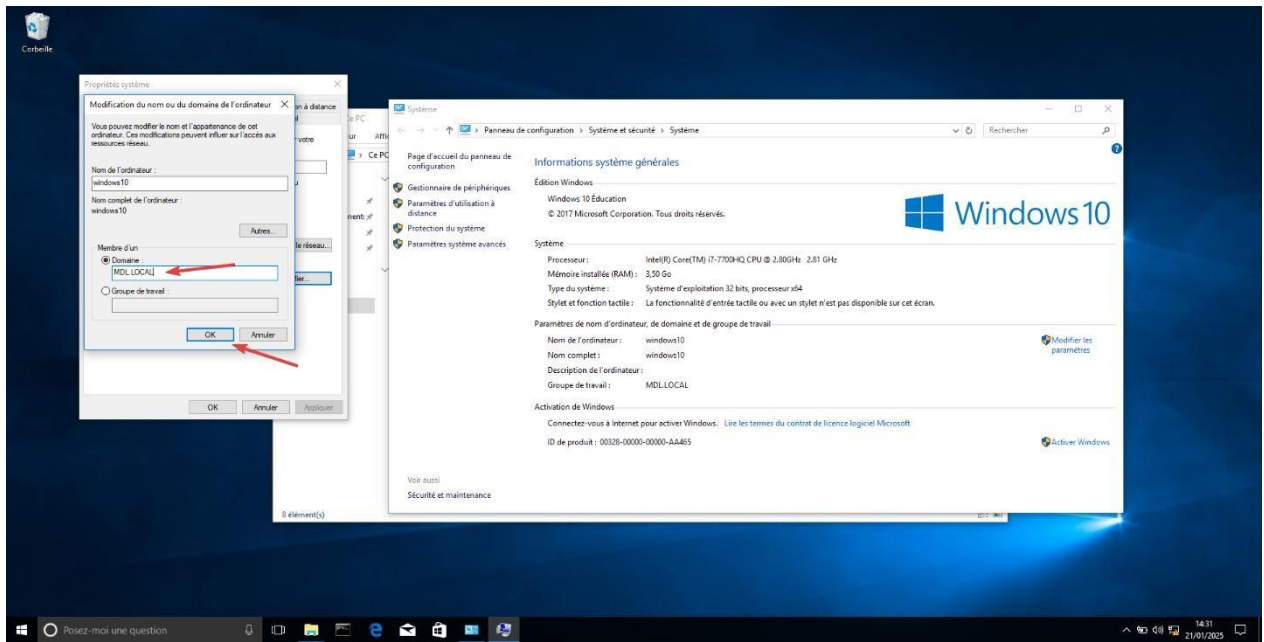 Corbeille
Propriétés système
Modification du nom ou du domaine de l'ordinateur
Vous pouvez modifier le nom et l'appartenance de cet
ordinateur. Ces modifications peuvent influer sur l'accès aux
ressources réseau.
Nom de l'ordinateur :
windows10
Nom complet de l'ordinateur :
windows10
Autres...
Membre d'un
Domaine :
MDL.LOCAL
Groupe de travail :
OK Annuler
OK Annuler Appliquer
à distance
votre
le réseau...
Ce PC
8 élément(s)
Système
Panneau de configuration > Système et sécurité > Système
Rechercher
Page d'accueil du panneau de
configuration
Gestionnaire de périphériques
Paramètres d'utilisation à
distance
Protection du système
Paramètres système avancés
Voir aussi
Sécurité et maintenance
Informations système générales
Édition Windows
Windows 10 Éducation
© 2017 Microsoft Corporation. Tous droits réservés.
Windows 10
Système
Processeur : Intel(R) Core(TM) i7-7700HQ CPU @ 2.80GHz 2.81 GHz
Mémoire installée (RAM) : 3,50 Go
Type du système : Système d'exploitation 32 bits, processeur x64
Stylet et fonction tactile : La fonctionnalité d'entrée tactile ou avec un stylet n'est pas disponible sur cet écran.
Paramètres de nom d'ordinateur, de domaine et de groupe de travail
Nom de l'ordinateur : windows10
Modifier les
paramètres
Nom complet : windows10
Description de l'ordinateur :
Groupe de travail : MDL.LOCAL
Activation de Windows
Connectez-vous à Internet pour activer Windows. Lire les termes du contrat de licence logiciel Microsoft
ID de produit : 00328-00000-00000-AA465
Activer Windows
Posez-moi une question
14:31
21/01/2025